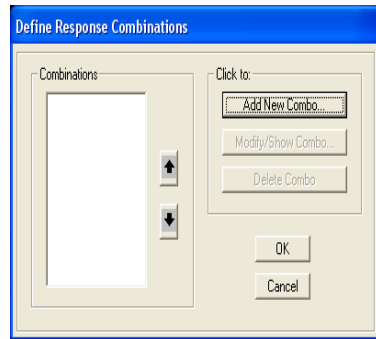 Define Response Combinations
Combinations
Click to:
Add New Combo...
Modify/Show Combo...
Delete Combo
OK
Cancel